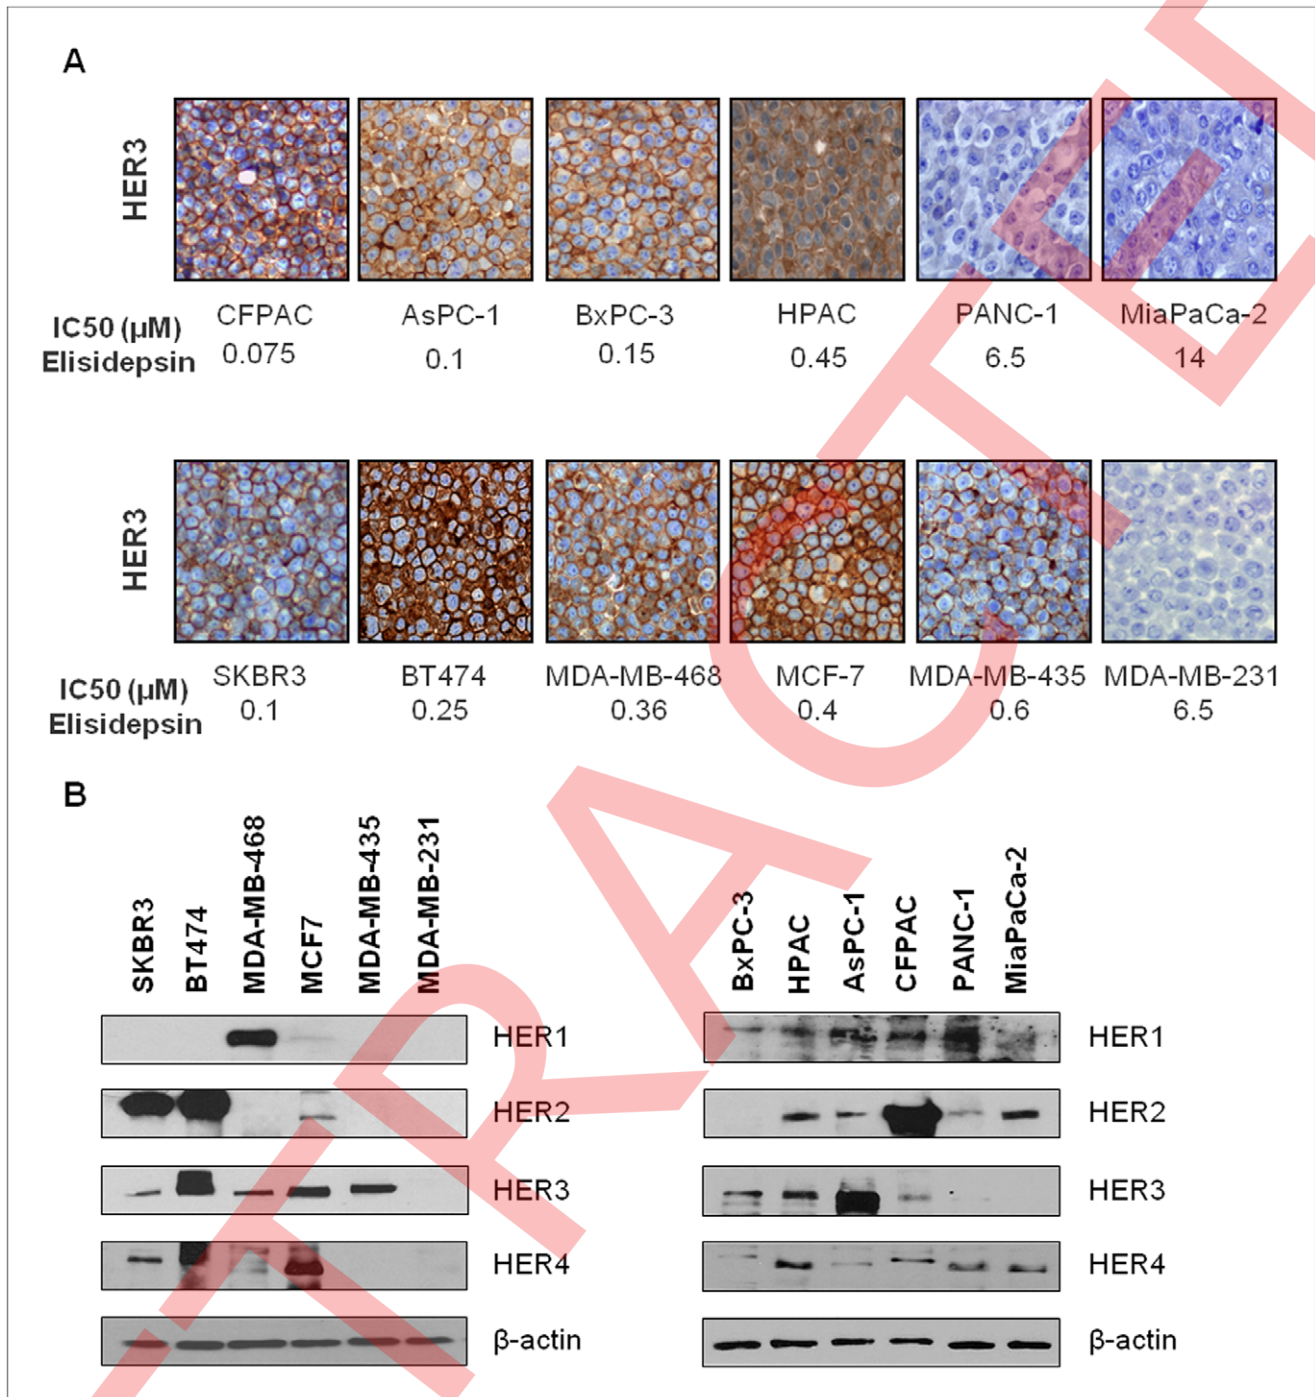 A
HER3
CFPAC AsPC-1 BxPC-3 HPAC PANC-1 MiaPaCa-2
IC50 (µM)
Elisidepsin
0.075 0.1 0.15 0.45 6.5 14
HER3
SKBR3 BT474 MDA-MB-468 MCF-7 MDA-MB-435 MDA-MB-231
IC50 (µM)
Elisidepsin
0.1 0.25 0.36 0.4 0.6 6.5
B
SKBR3 BT474 MDA-MB-468 MCF7 MDA-MB-435 MDA-MB-231
BxPC-3 HPAC AsPC-1 CFPAC PANC-1 MiaPaCa-2
HER1 HER1
HER2 HER2
HER3 HER3
HER4 HER4
β-actin β-actin
TRACTE